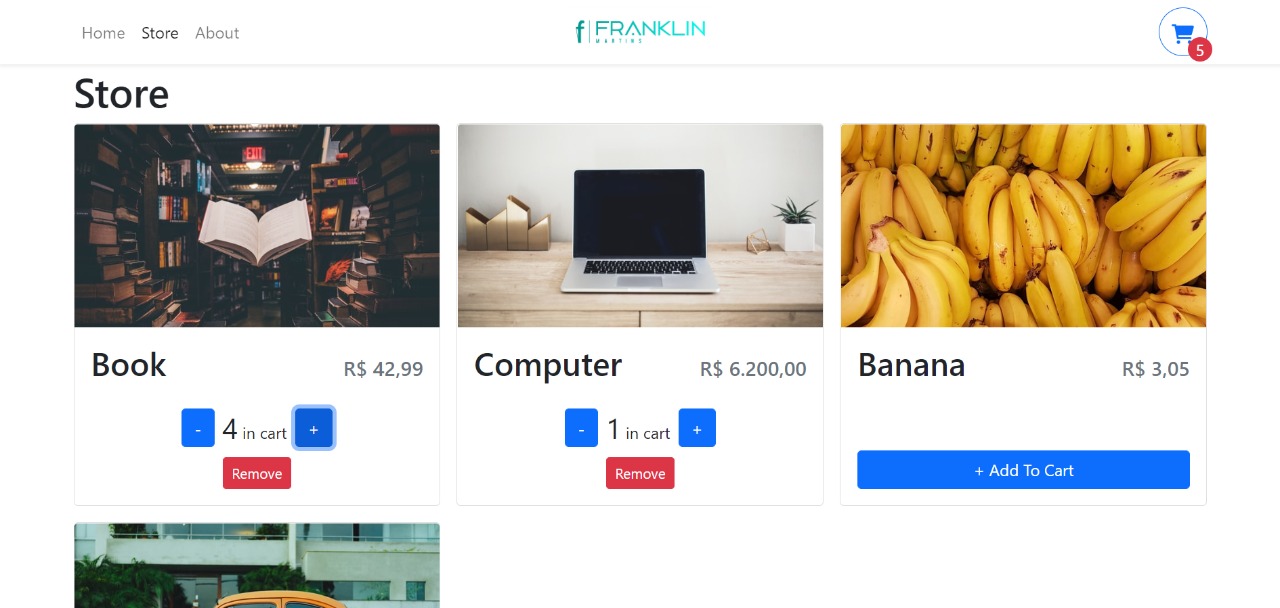 Home Store About
f FRANKLIN
MARTINS
5
Store
EXIT
Book R$ 42,99
- 4 in cart +
Remove
Computer R$ 6.200,00
- 1 in cart +
Remove
Banana R$ 3,05
+ Add To Cart